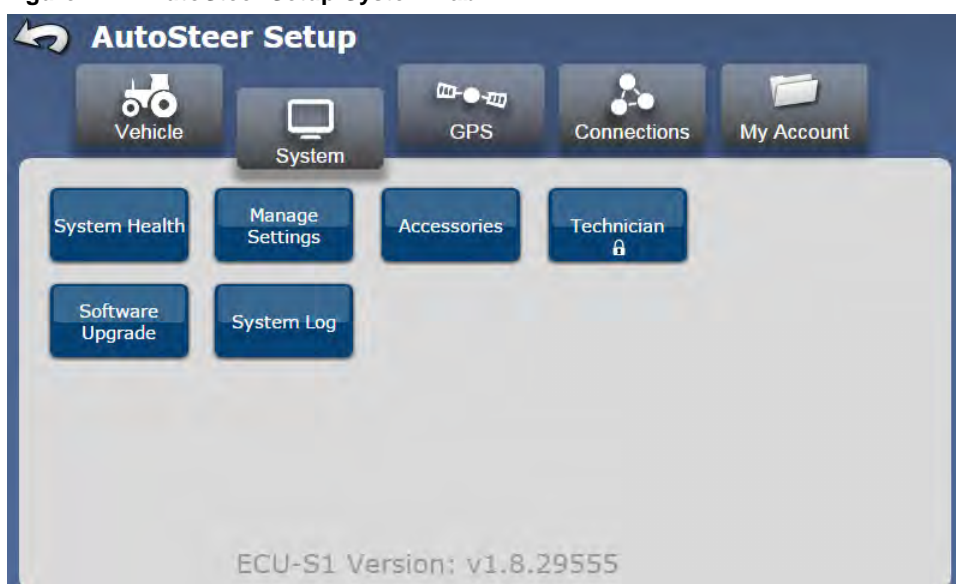 AutoSteer Setup
Vehicle
System
GPS
Connections
My Account
System Health
Manage
Settings
Accessories
Technician
Software
Upgrade
System Log
ECU-S1 Version: v1.8.29555